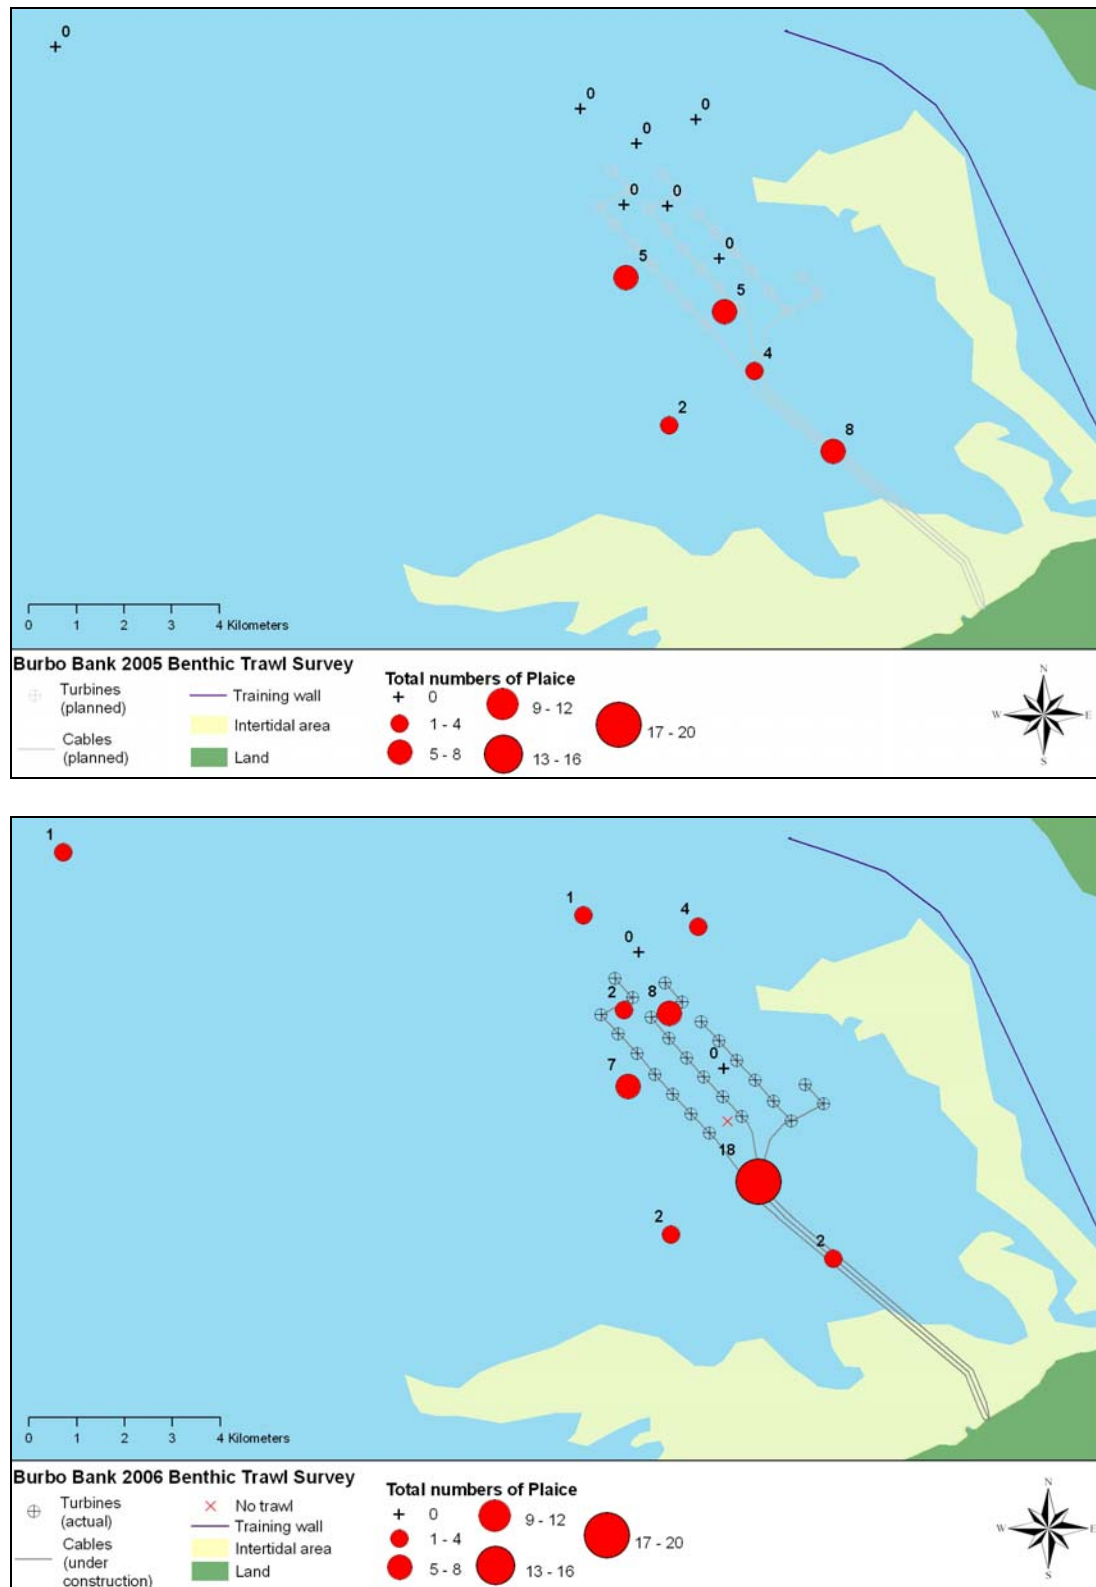 0
0
0
0
0
0
0
5
5
4
2
8
0 1 2 3 4 Kilometers
Burbo Bank 2005 Benthic Trawl Survey
Turbines
(planned)
Cables
(planned)
Training wall
Intertidal area
Land
Total numbers of Plaice
0
1 - 4
5 - 8
9 - 12
13 - 16
17 - 20
N
W
E
S
1
1
4
0
2
8
0
7
18
2
2
0 1 2 3 4 Kilometers
Burbo Bank 2006 Benthic Trawl Survey
Turbines
(actual)
Cables
(under
construction)
No trawl
Training wall
Intertidal area
Land
Total numbers of Plaice
0
1 - 4
5 - 8
9 - 12
13 - 16
17 - 20
N
W
E
S